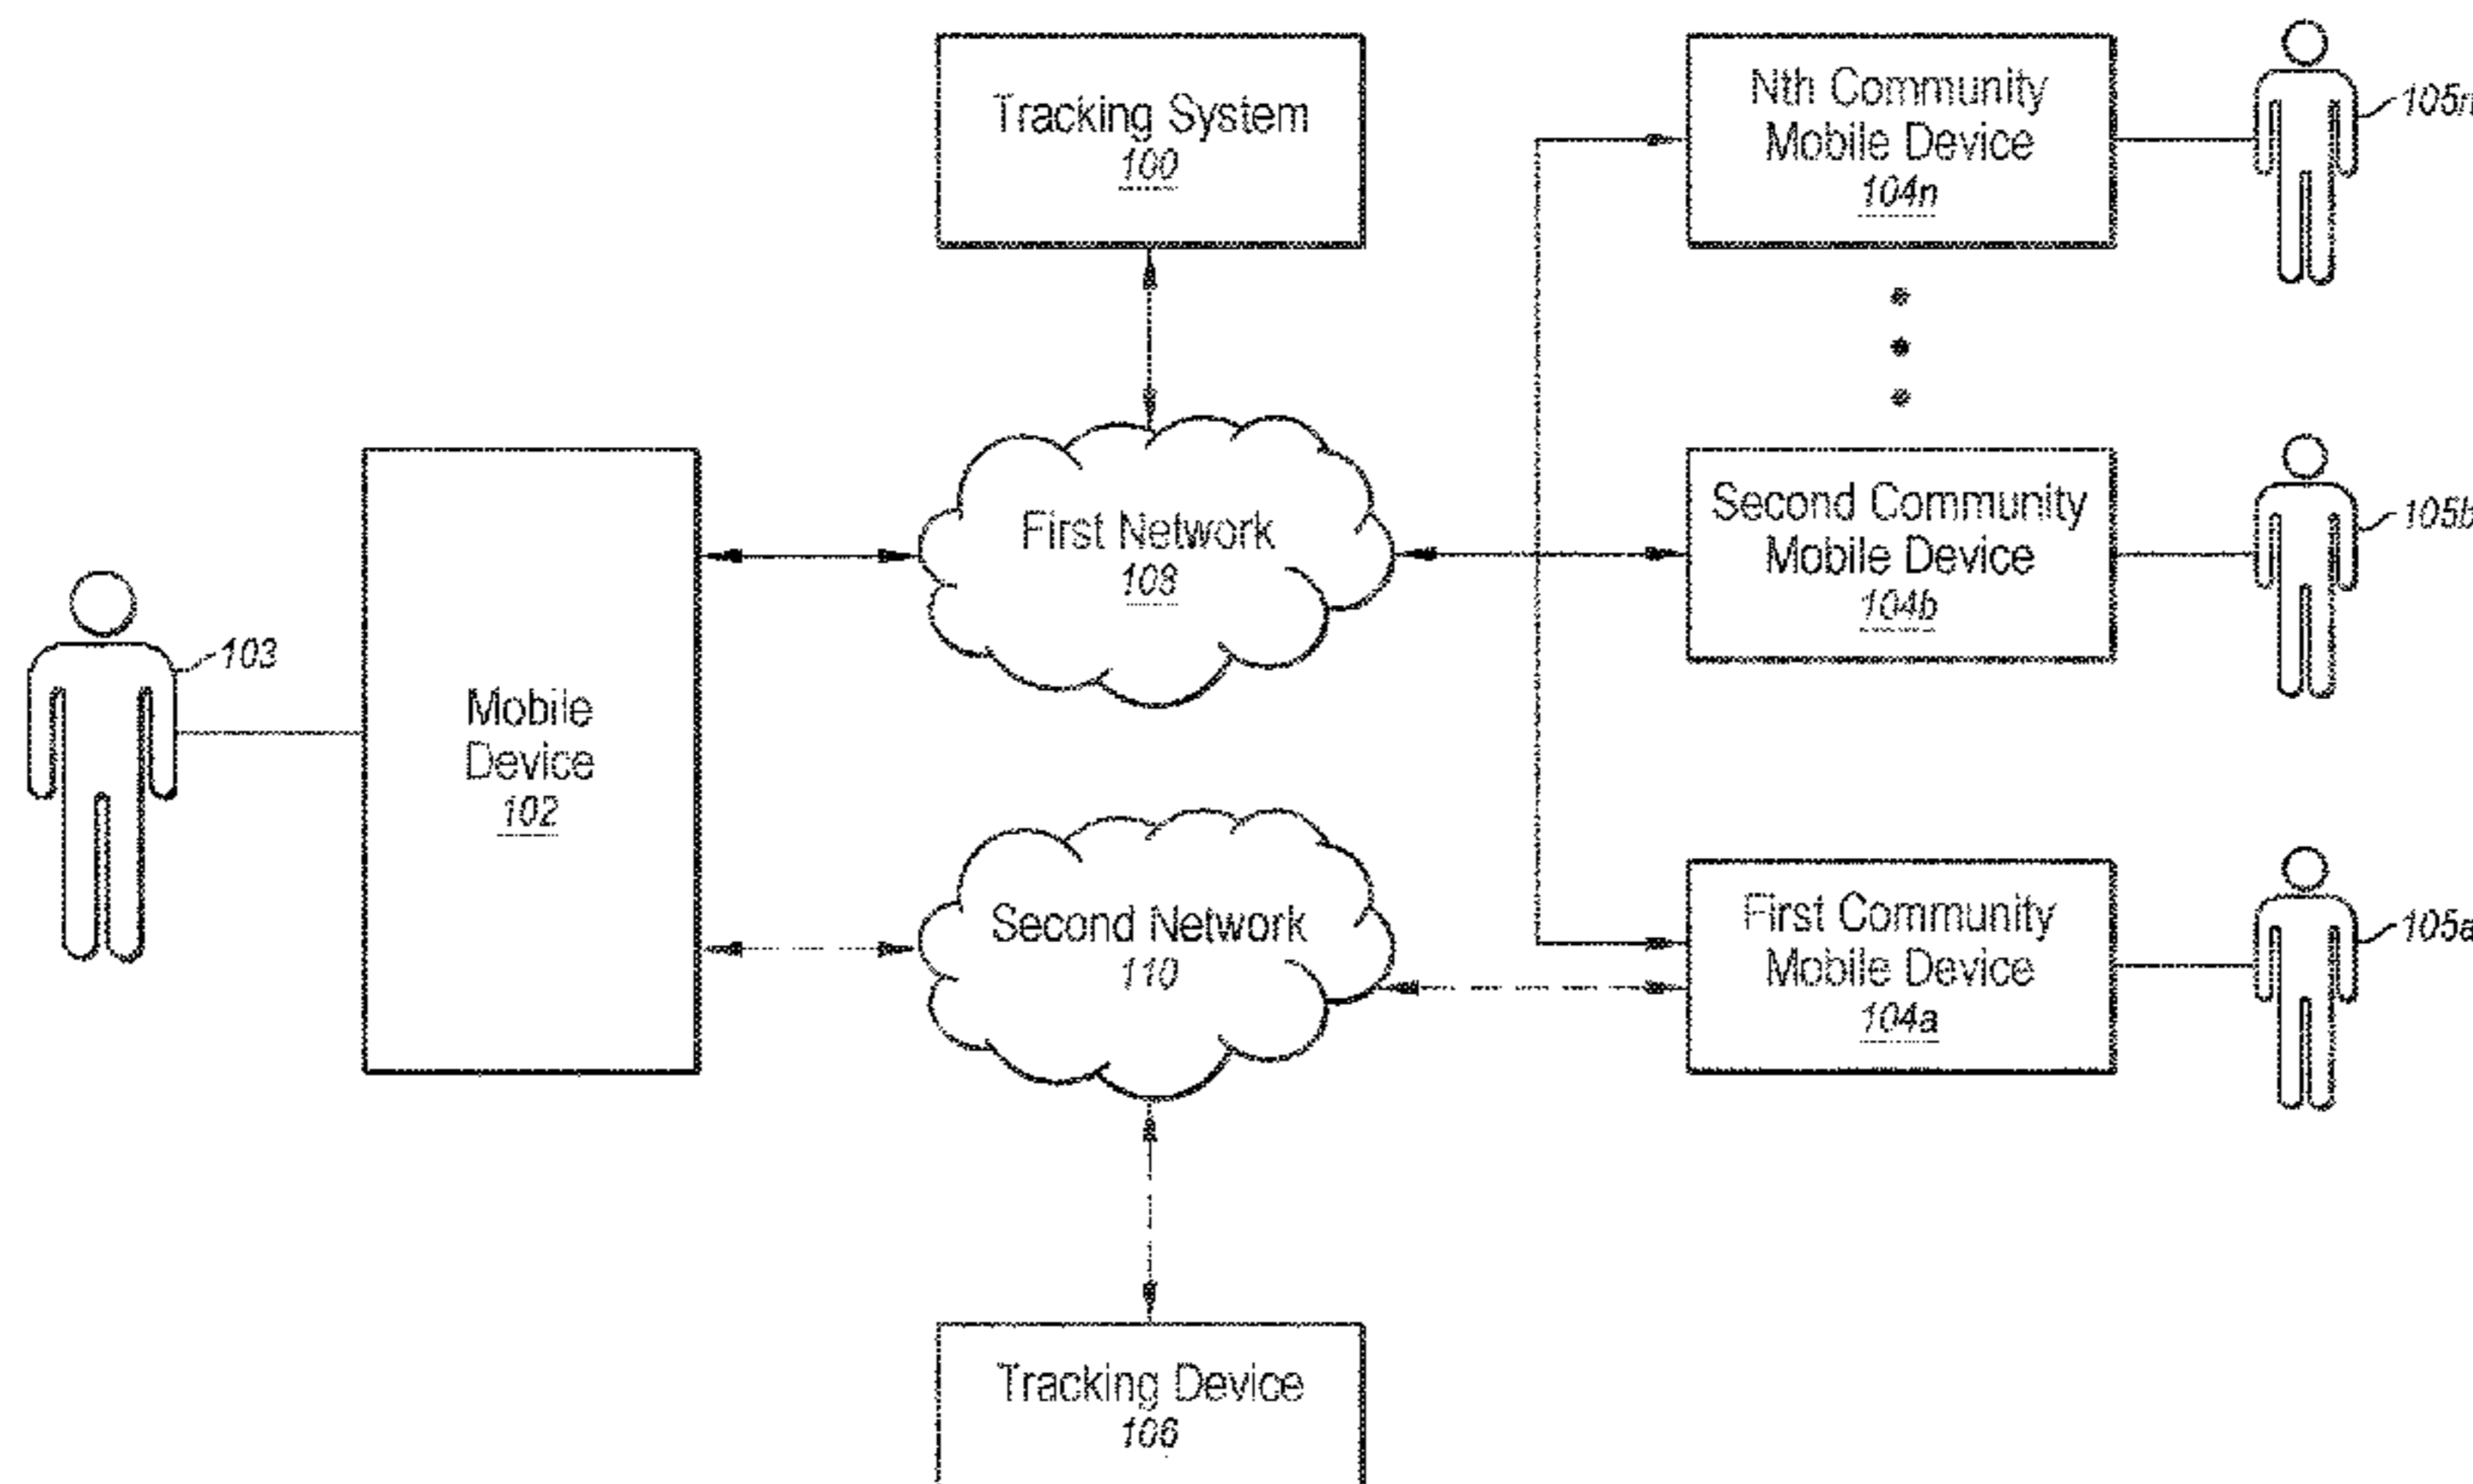 Tracking System
100
Nth Community
Mobile Device
104n
105n
First Network
108
Second Community
Mobile Device
104b
105b
103
Mobile
Device
102
Second Network
110
First Community
Mobile Device
104a
105a
Tracking Device
106